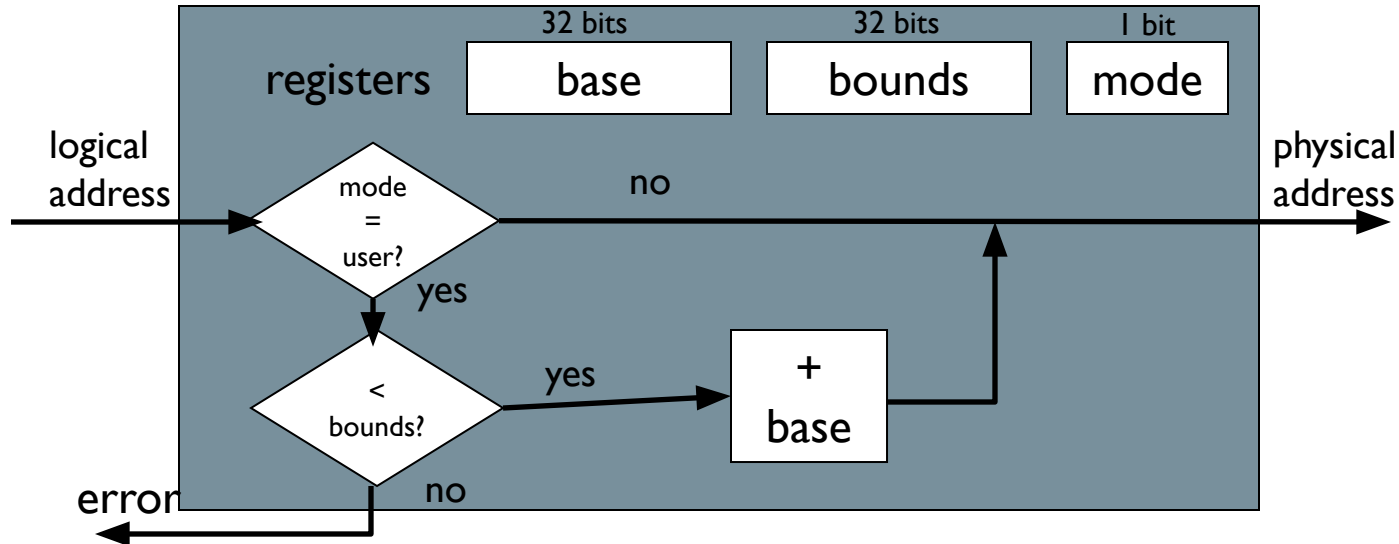 32 bits
32 bits
1 bit
registers
base
bounds
mode
logical
address
physical
address
mode
=
user?
no
yes
<
bounds?
yes
+
base
no
error